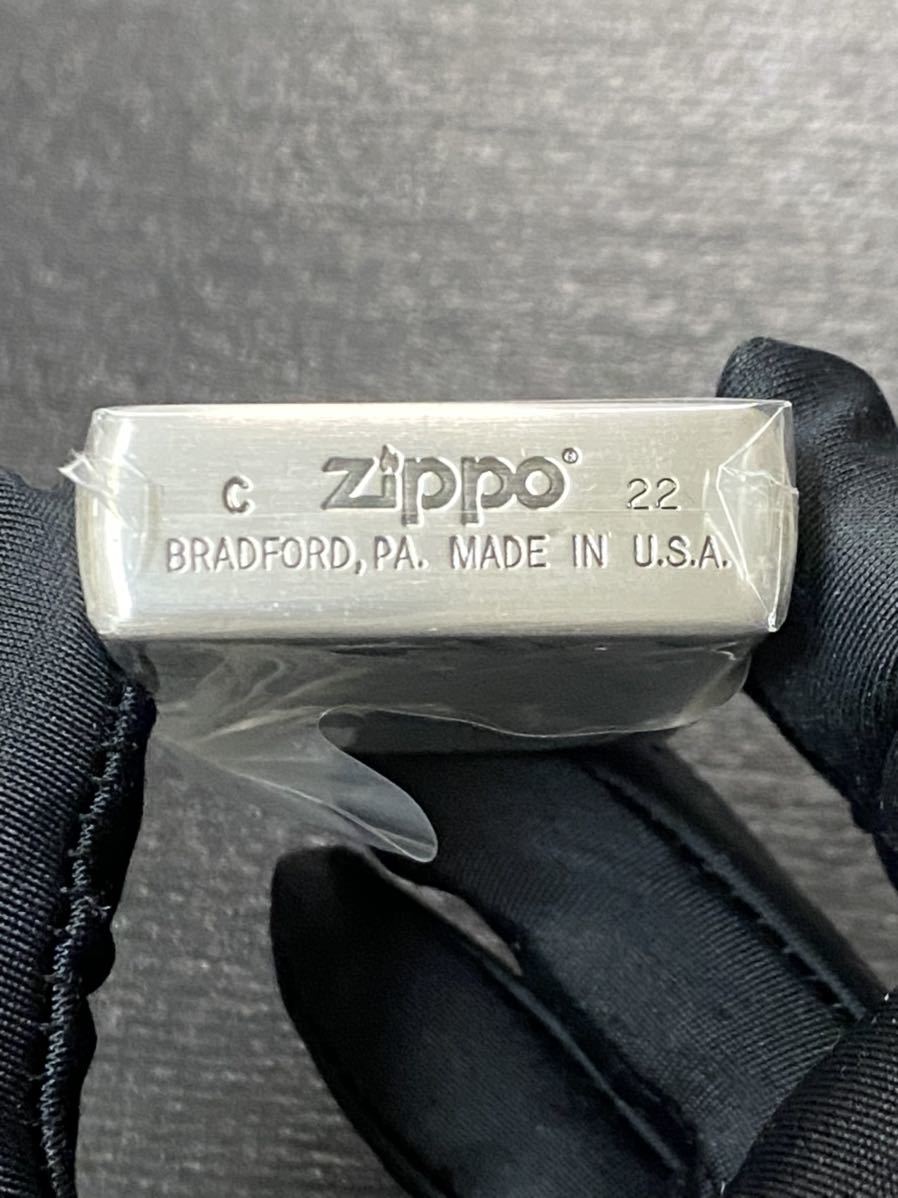 C zippo® 22
BRADFORD, PA. MADE IN U.S.A.